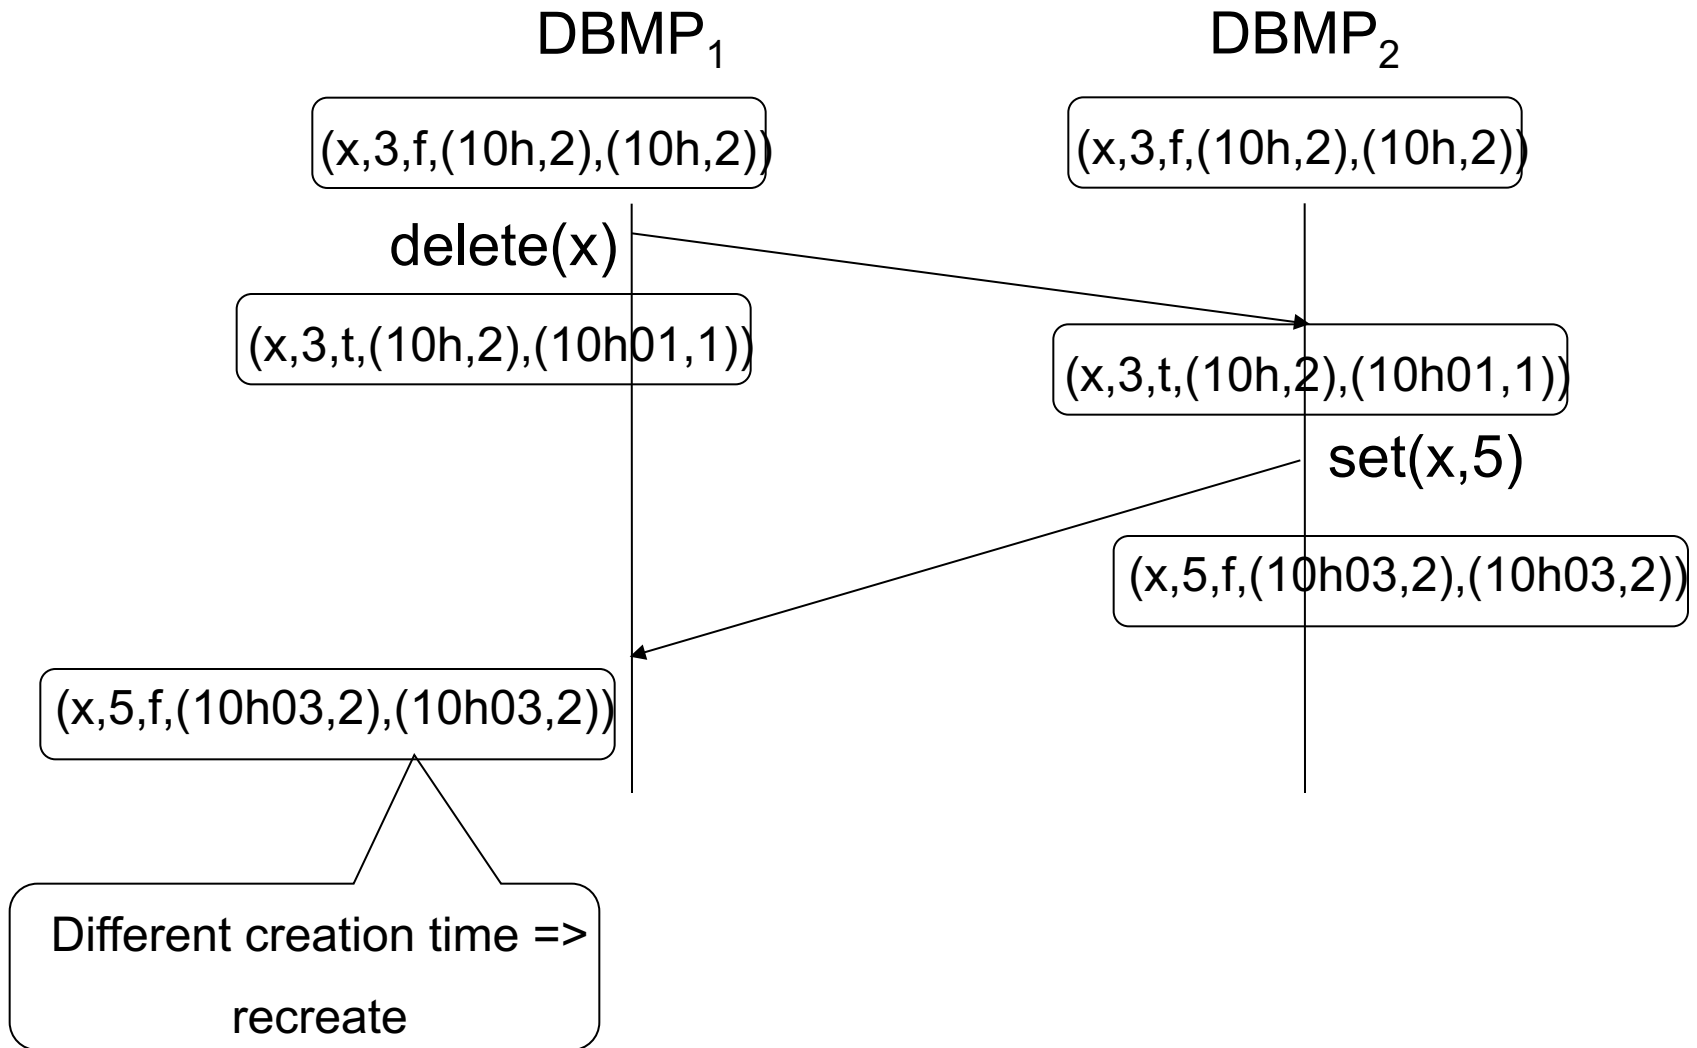 DBMP₁
DBMP₂
(x,3,f,(10h,2),(10h,2))
(x,3,f,(10h,2),(10h,2))
delete(x)
(x,3,t,(10h,2),(10h01,1))
(x,3,t,(10h,2),(10h01,1))
set(x,5)
(x,5,f,(10h03,2),(10h03,2))
(x,5,f,(10h03,2),(10h03,2))
Different creation time =>
recreate